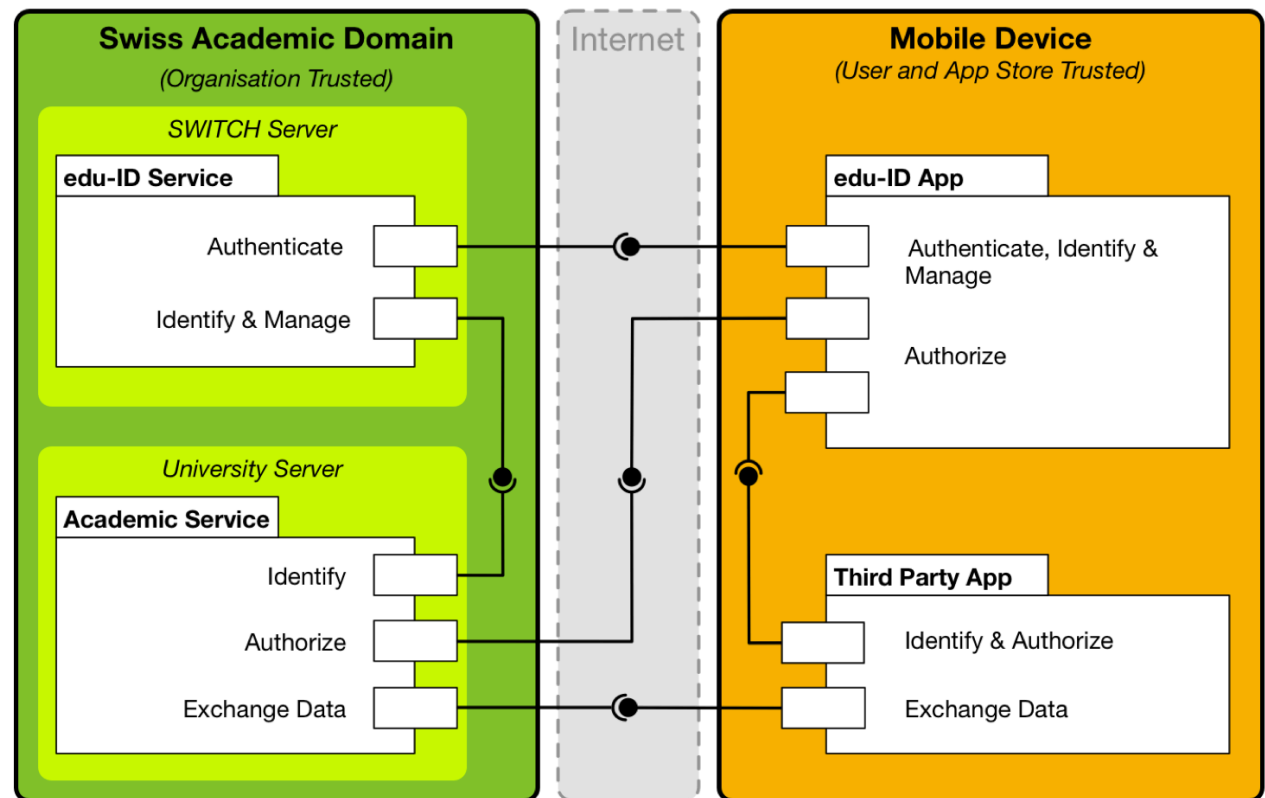 Swiss Academic Domain
(Organisation Trusted)
SWITCH Server
edu-ID Service
Authenticate
Identify & Manage
University Server
Academic Service
Identify
Authorize
Exchange Data
Internet
Mobile Device
(User and App Store Trusted)
edu-ID App
Authenticate, Identify &
Manage
Authorize
Third Party App
Identify & Authorize
Exchange Data